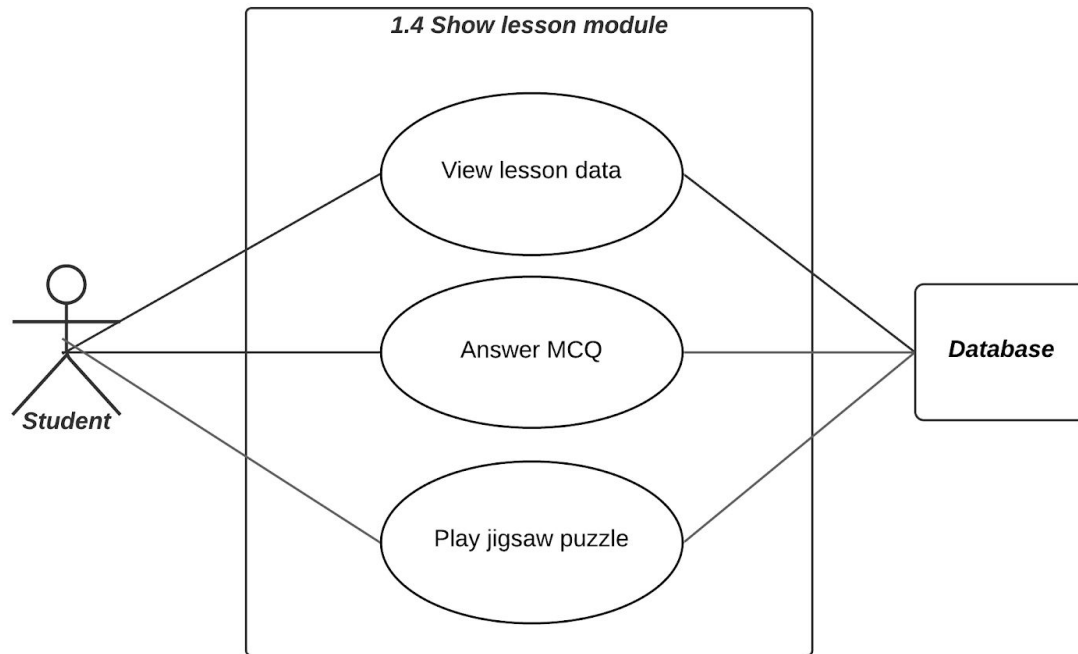 1.4 Show lesson module
View lesson data
Answer MCQ
Database
Student
Play jigsaw puzzle